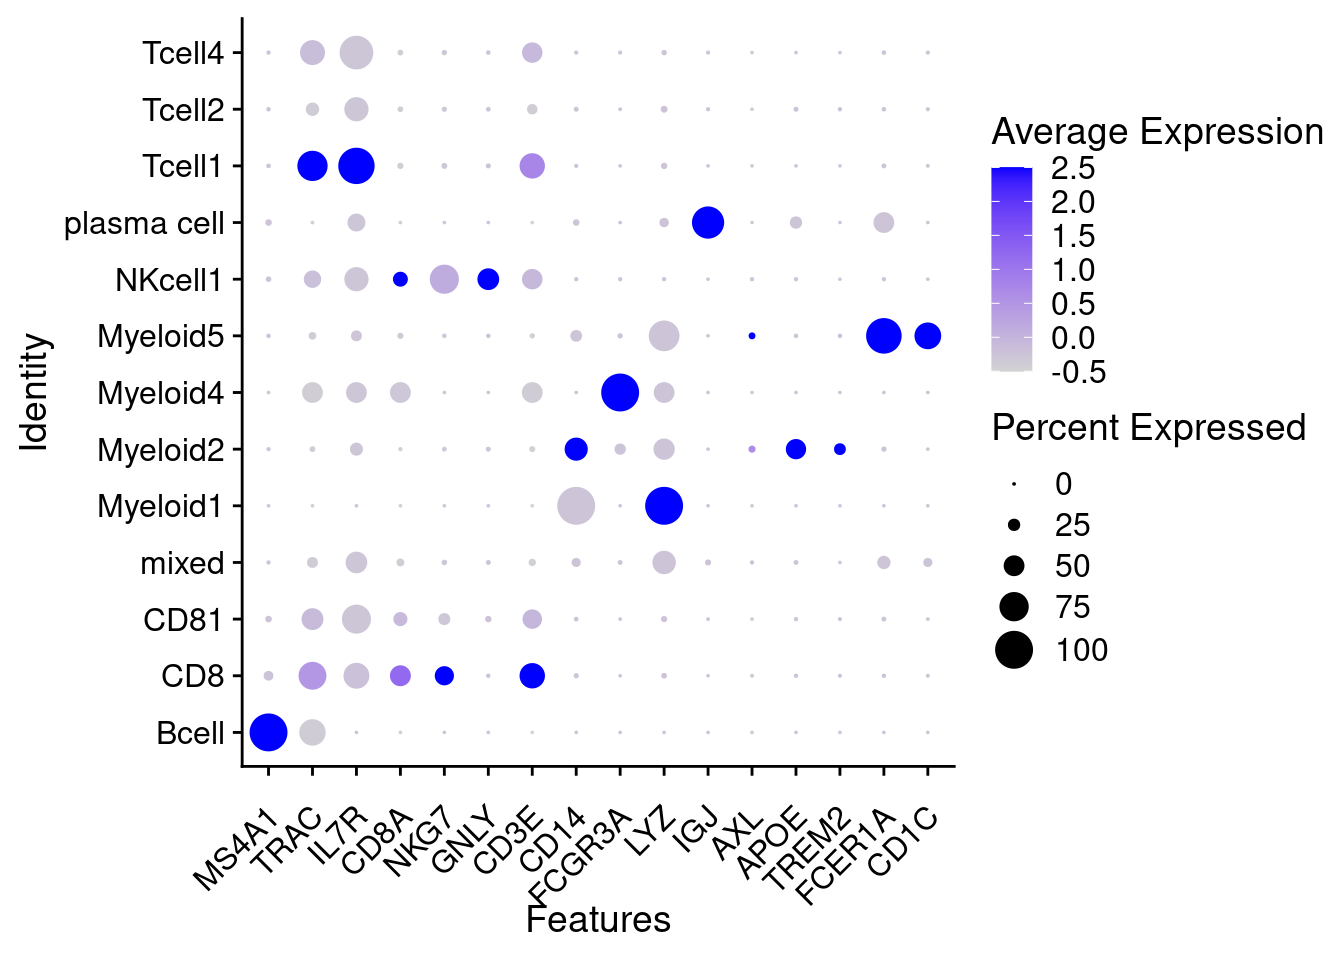 Tcell4
Tcell2
Tcell1
plasma cell
NKcell1
Myeloid5
Myeloid4
Myeloid2
Myeloid1
mixed
CD81
CD8
Bcell
Identity
MS4A1
TRAC
IL7R
CD8A
NKG7
GNLY
CD3E
CD14
FCGR3A
LYZ
IGJ
AXL
APOE
TREM2
FCER1A
CD1C
Features
Average Expression
2.5
2.0
1.5
1.0
0.5
0.0
-0.5
Percent Expressed
0
25
50
75
100